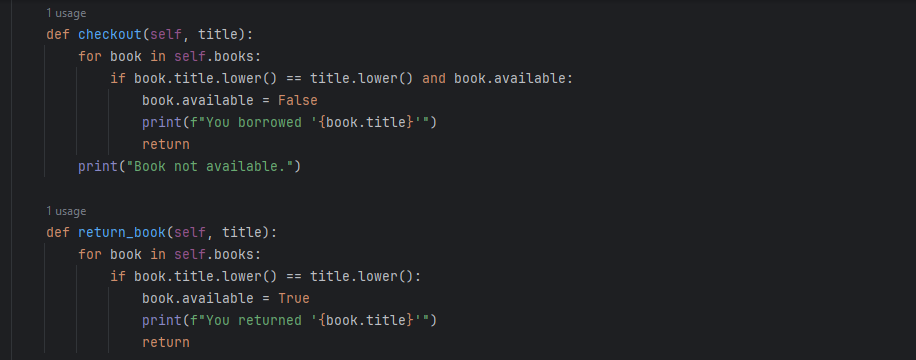 1 usage
def checkout(self, title):
    for book in self.books:
        if book.title.lower() == title.lower() and book.available:
            book.available = False
            print(f"You borrowed '{book.title}'")
            return
    print("Book not available.")
1 usage
def return_book(self, title):
    for book in self.books:
        if book.title.lower() == title.lower():
            book.available = True
            print(f"You returned '{book.title}'")
            return